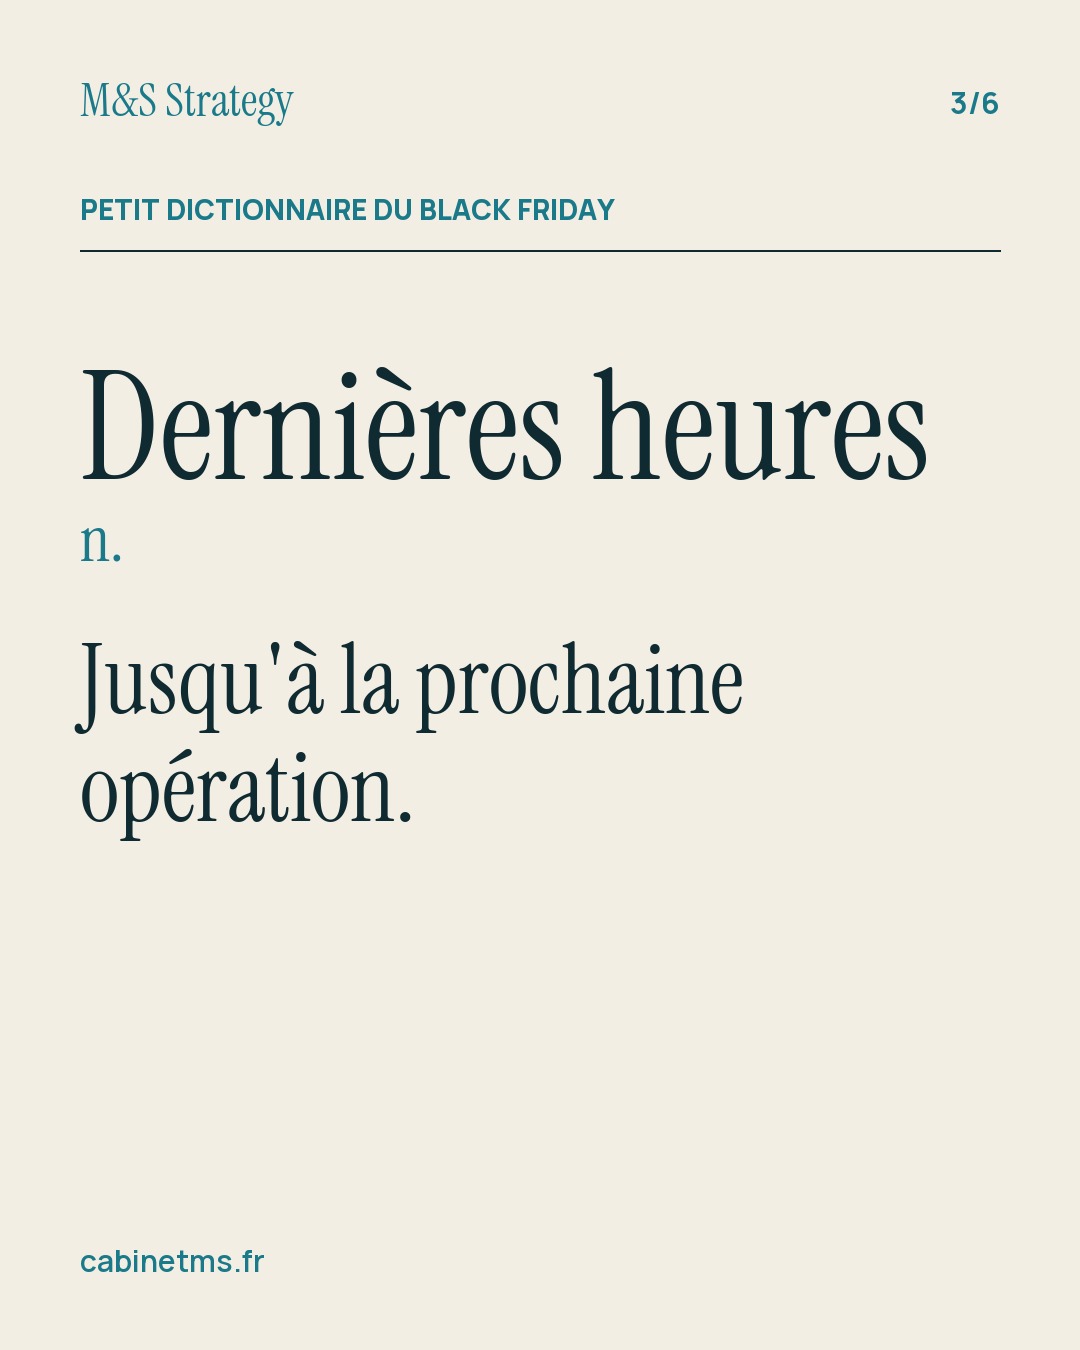 M&S Strategy
3/6
PETIT DICTIONNAIRE DU BLACK FRIDAY
Dernières heures
n.
Jusqu'à la prochaine
opération.
cabinetms.fr